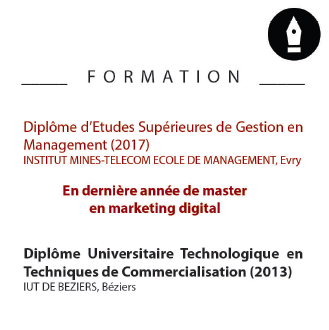 FORMATION
Diplôme d'Etudes Supérieures de Gestion en
Management (2017)
INSTITUT MINES-TELECOM ECOLE DE MANAGEMENT, Evry
En dernière année de master
en marketing digital
Diplôme Universitaire Technologique en
Techniques de Commercialisation (2013)
IUT DE BEZIERS, Béziers